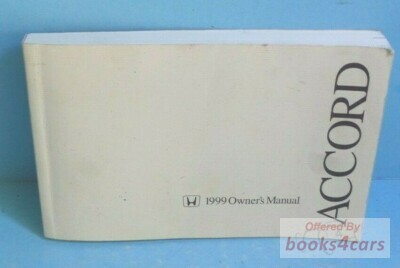 ACCORD
1999 Owner's Manual
Offered By
books4cars